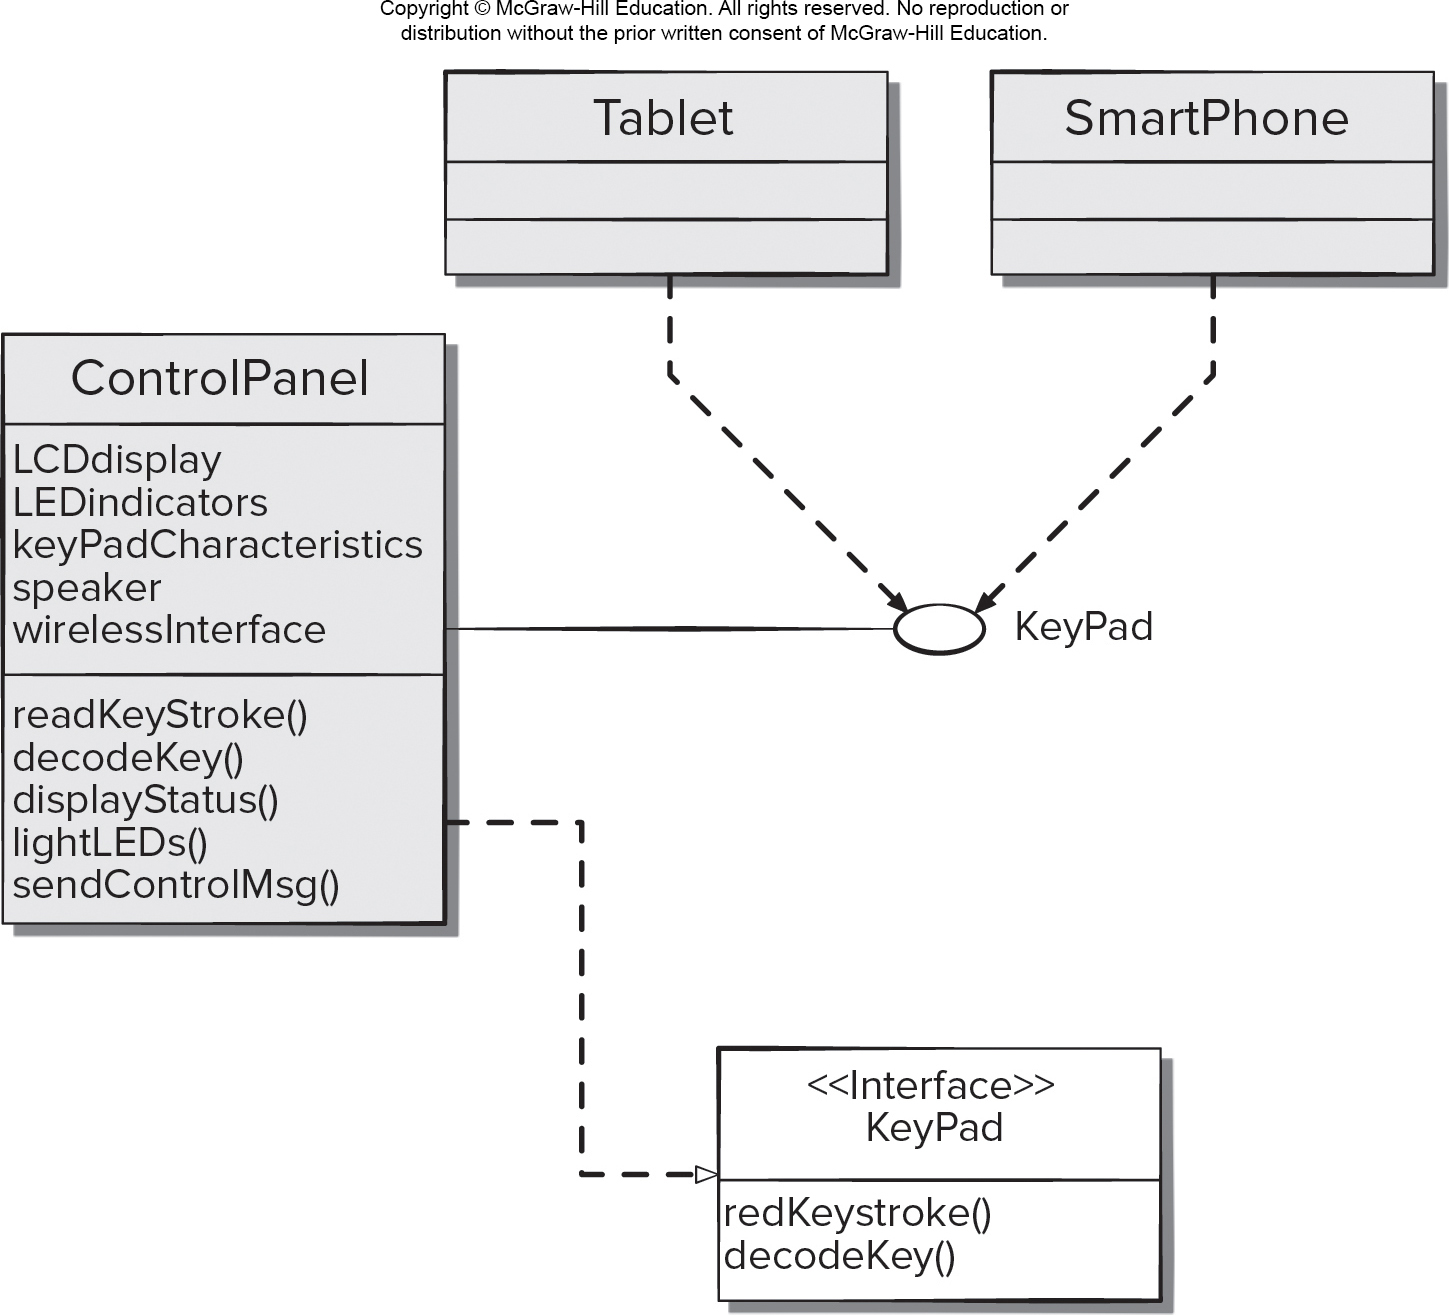 Copyright © McGraw-Hill Education. All rights reserved. No reproduction or
distribution without the prior written consent of McGraw-Hill Education.
Tablet
SmartPhone
ControlPanel
LCDdisplay
LEDindicators
keyPadCharacteristics
speaker
wirelessInterface
KeyPad
readKeyStroke()
decodeKey()
displayStatus()
lightLEDs()
sendControlMsg()
<<Interface>>
KeyPad
redKeystroke()
decodeKey()